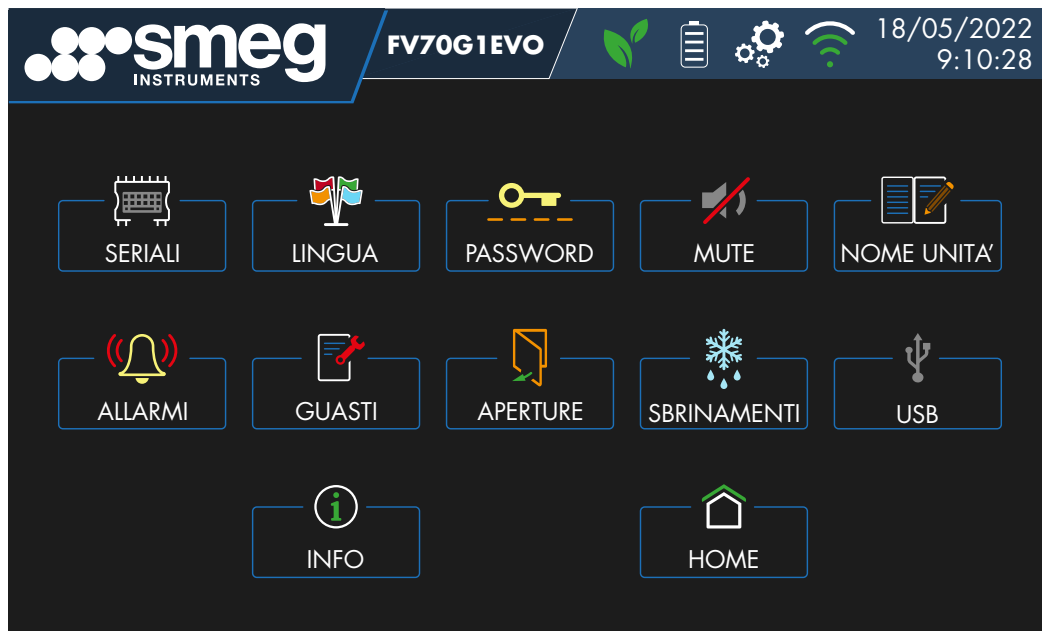 smeg
INSTRUMENTS
FV70G1EVO
18/05/2022
9:10:28
SERIALI
LINGUA
PASSWORD
MUTE
NOME UNITA'
ALLARMI
GUASTI
APERTURE
SBRINAMENTI
USB
i
INFO
HOME